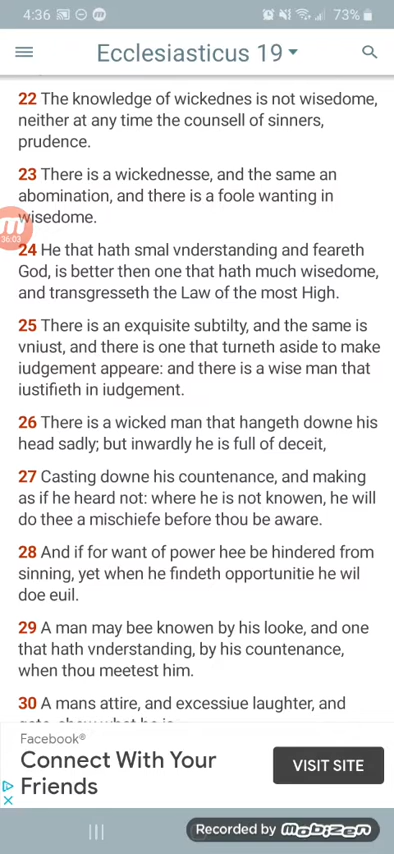 4:36 73%
Ecclesiasticus 19
22 The knowledge of wickednes is not wisedome,
neither at any time the counsell of sinners,
prudence.
23 There is a wickednesse, and the same an
abomination, and there is a foole wanting in
wisedome.
36:03
24 He that hath smal vnderstanding and feareth
God, is better then one that hath much wisedome,
and transgresseth the Law of the most High.
25 There is an exquisite subtilty, and the same is
vniust, and there is one that turneth aside to make
iudgement appeare: and there is a wise man that
iustifieth in iudgement.
26 There is a wicked man that hangeth downe his
head sadly; but inwardly he is full of deceit,
27 Casting downe his countenance, and making
as if he heard not: where he is not knowen, he will
do thee a mischiefe before thou be aware.
28 And if for want of power hee be hindered from
sinning, yet when he findeth opportunitie he wil
doe euil.
29 A man may bee knowen by his looke, and one
that hath vnderstanding, by his countenance,
when thou meetest him.
30 A mans attire, and excessiue laughter, and
Facebook®
Connect With Your
Friends
VISIT SITE
Recorded by mobizen